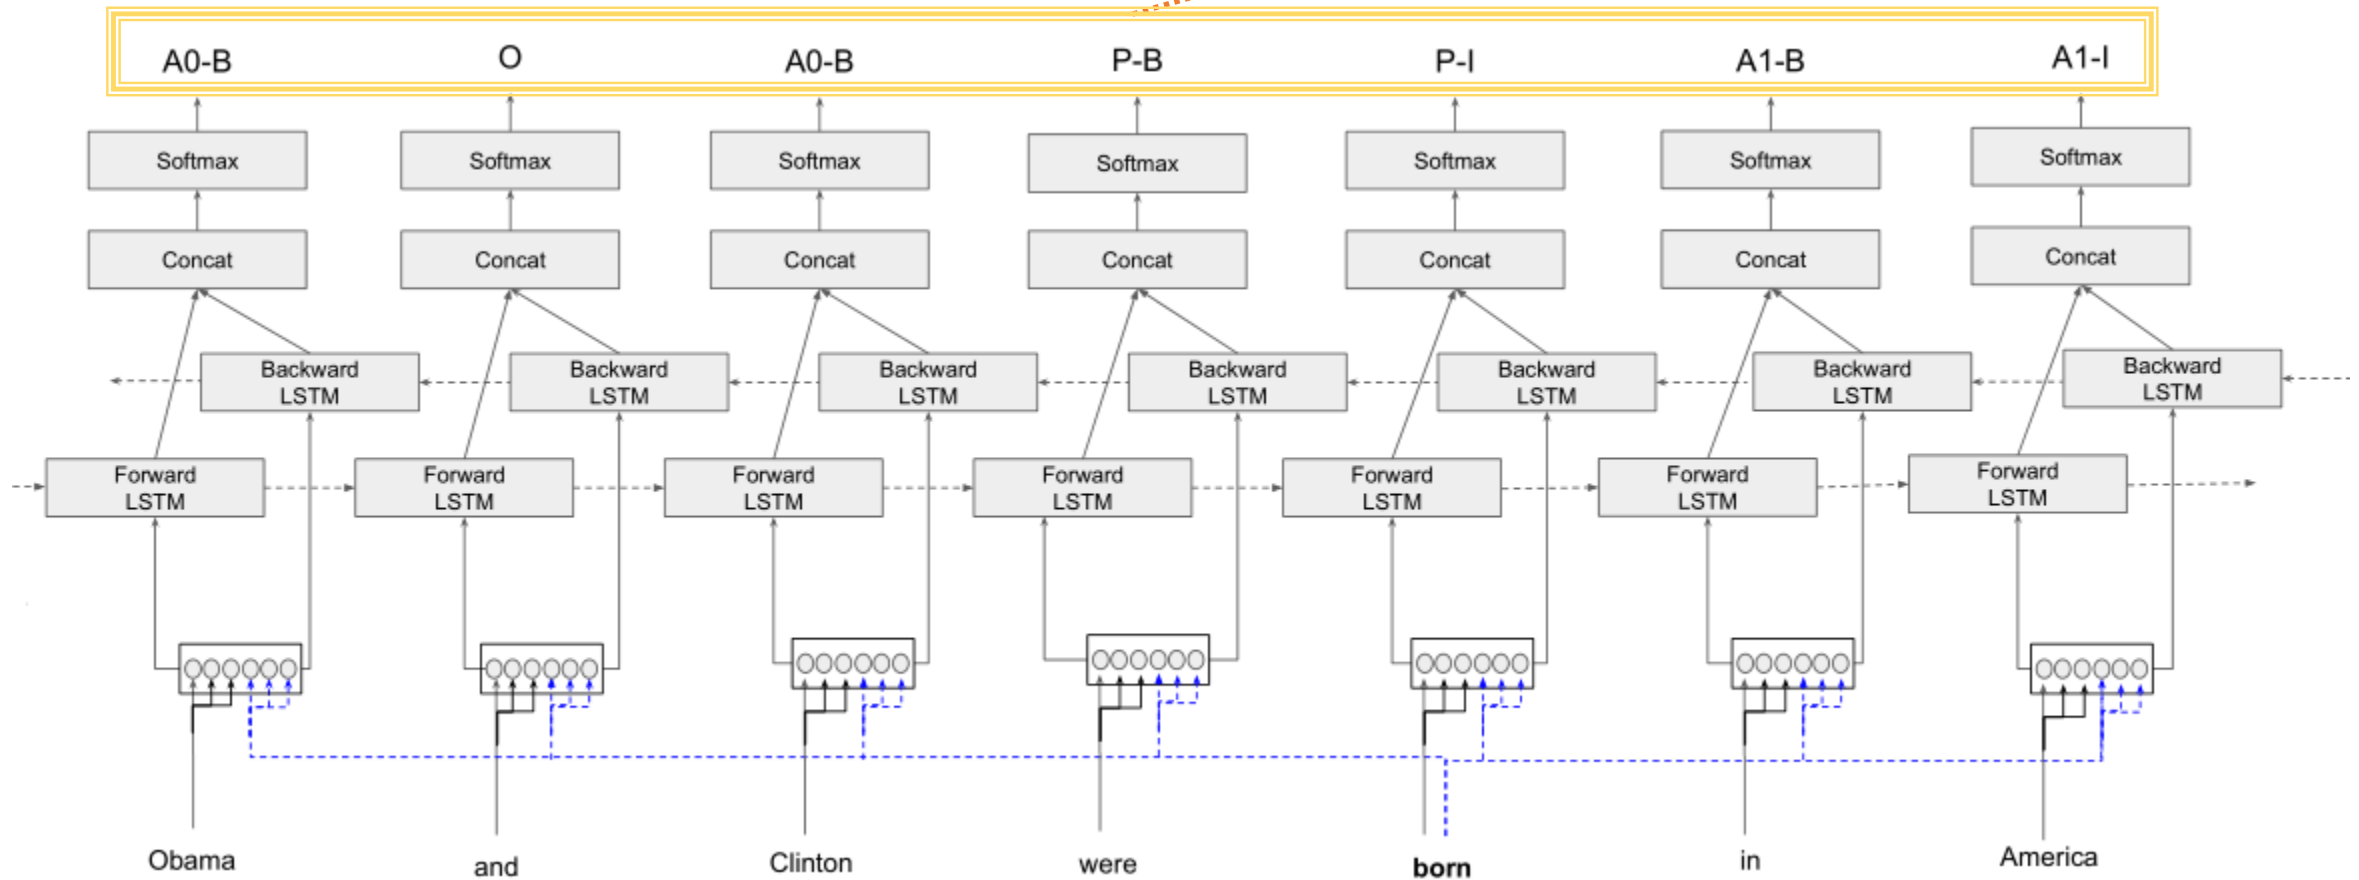 A0-B O A0-B P-B P-I A1-B A1-I
Softmax Softmax Softmax Softmax Softmax Softmax Softmax
Concat Concat Concat Concat Concat Concat Concat
Backward Backward Backward Backward Backward Backward Backward
LSTM LSTM LSTM LSTM LSTM LSTM LSTM
Forward Forward Forward Forward Forward Forward Forward
LSTM LSTM LSTM LSTM LSTM LSTM LSTM
Obama and Clinton were born in America